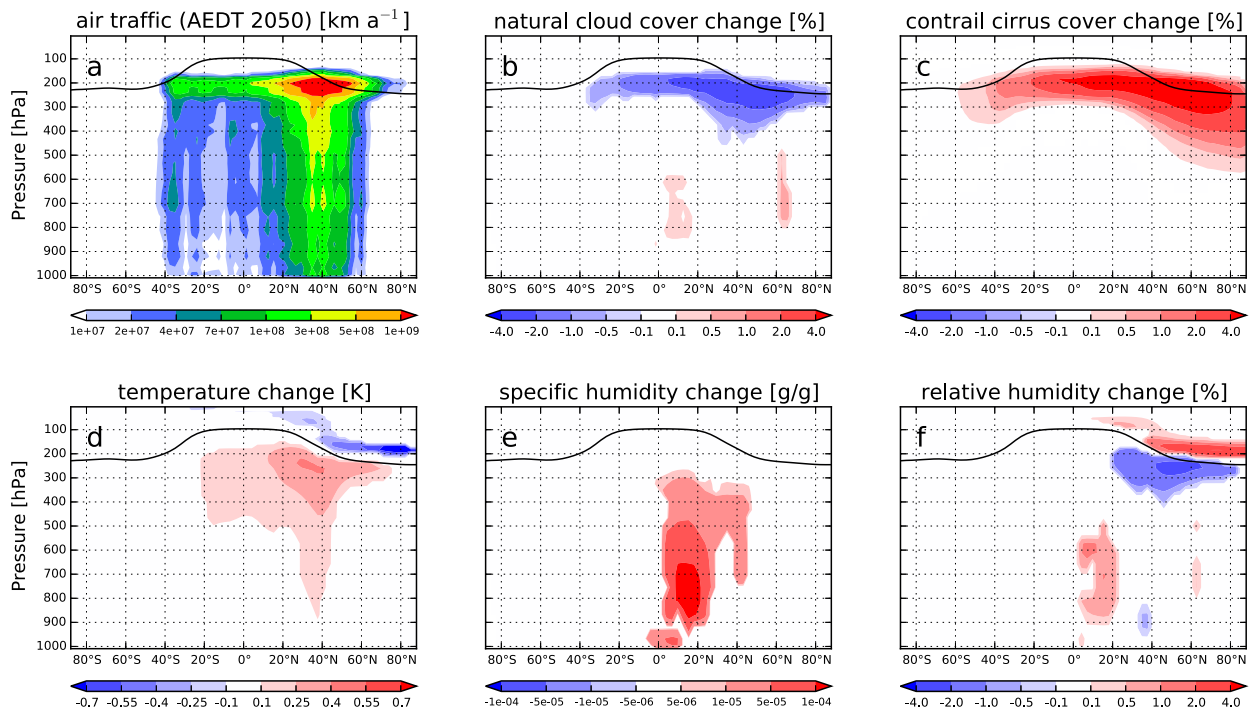 air traffic (AEDT 2050) [km a⁻¹]
natural cloud cover change [%]
contrail cirrus cover change [%]
a
b
c
Pressure [hPa]
100
200
300
400
500
600
700
800
900
1000
80°S 60°S 40°S 20°S 0° 20°N 40°N 60°N 80°N
80°S 60°S 40°S 20°S 0° 20°N 40°N 60°N 80°N
80°S 60°S 40°S 20°S 0° 20°N 40°N 60°N 80°N
1e+07 2e+07 4e+07 7e+07 1e+08 3e+08 5e+08 1e+09
-4.0 -2.0 -1.0 -0.5 -0.1 0.1 0.5 1.0 2.0 4.0
-4.0 -2.0 -1.0 -0.5 -0.1 0.1 0.5 1.0 2.0 4.0
temperature change [K]
specific humidity change [g/g]
relative humidity change [%]
d
e
f
Pressure [hPa]
100
200
300
400
500
600
700
800
900
1000
80°S 60°S 40°S 20°S 0° 20°N 40°N 60°N 80°N
80°S 60°S 40°S 20°S 0° 20°N 40°N 60°N 80°N
80°S 60°S 40°S 20°S 0° 20°N 40°N 60°N 80°N
-0.7 -0.55 -0.4 -0.25 -0.1 0.1 0.25 0.4 0.55 0.7
-1e-04 -5e-05 -1e-05 -5e-06 5e-06 1e-05 5e-05 1e-04
-4.0 -2.0 -1.0 -0.5 -0.1 0.1 0.5 1.0 2.0 4.0